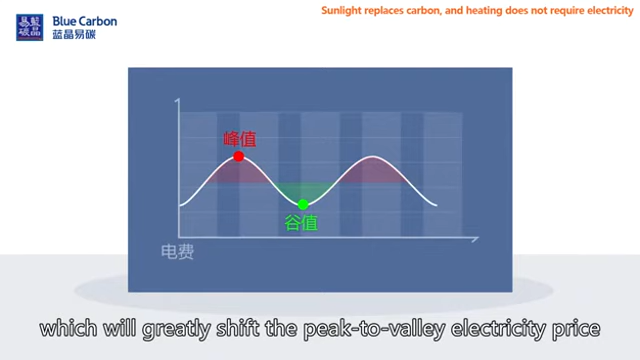 Sunlight replaces carbon, and heating does not require electricity
易藍
碳晶
Blue Carbon
蓝晶易碳
峰值
谷值
电费
which will greatly shift the peak-to-valley electricity price